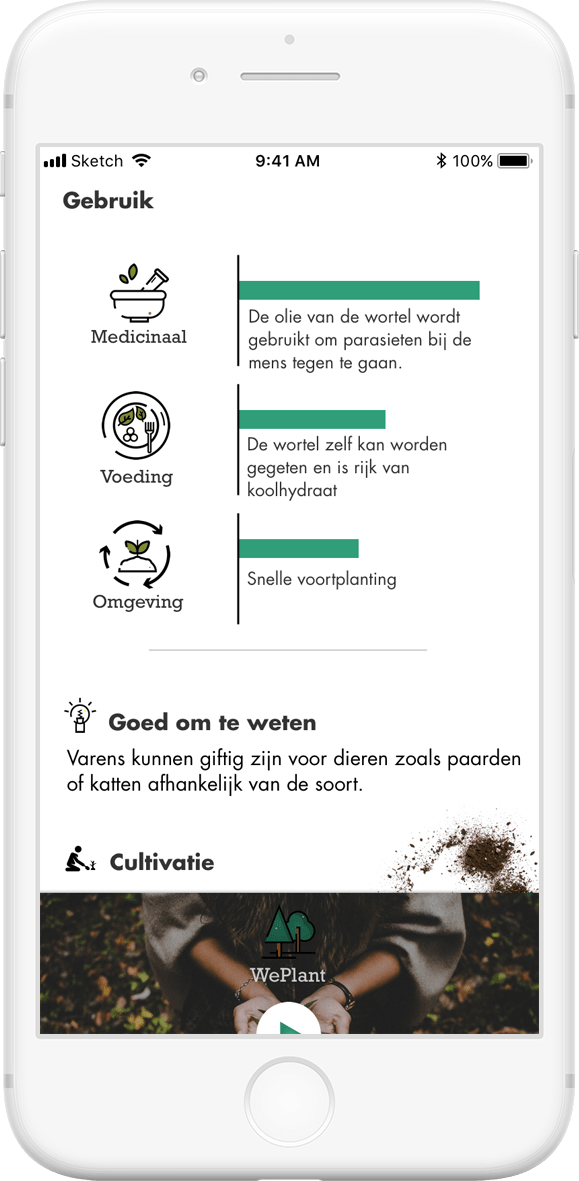 Sketch 9:41 AM 100%
Gebruik
Medicinaal
De olie van de wortel wordt
gebruikt om parasieten bij de
mens tegen te gaan.
Voeding
De wortel zelf kan worden
gegeten en is rijk van
koolhydraat
Omgeving
Snelle voortplanting
Goed om te weten
Varens kunnen giftig zijn voor dieren zoals paarden
of katten afhankelijk van de soort.
Cultivatie
WePlant